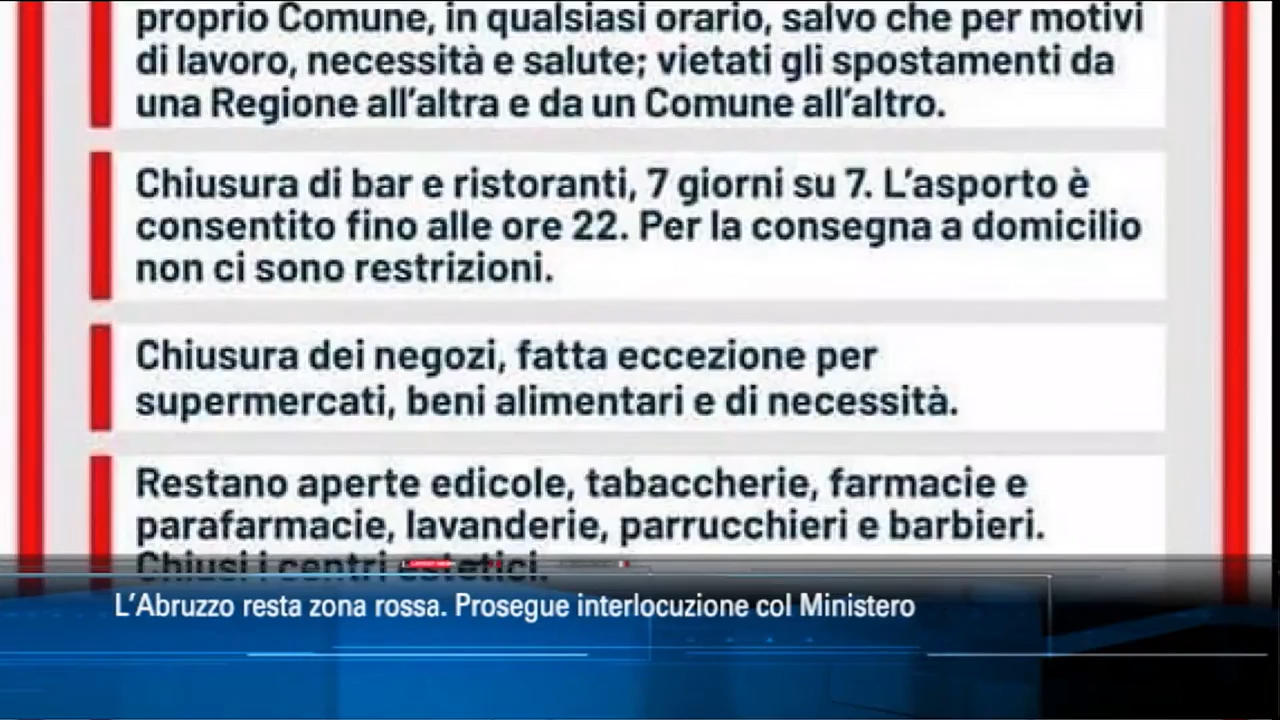 proprio Comune, in qualsiasi orario, salvo che per motivi
di lavoro, necessità e salute; vietati gli spostamenti da
una Regione all'altra e da un Comune all'altro.
Chiusura di bar e ristoranti, 7 giorni su 7. L'asporto è
consentito fino alle ore 22. Per la consegna a domicilio
non ci sono restrizioni.
Chiusura dei negozi, fatta eccezione per
supermercati, beni alimentari e di necessità.
Restano aperte edicole, tabaccherie, farmacie e
parafarmacie, lavanderie, parrucchieri e barbieri.
Chiusi i centri estetici.
L'Abruzzo resta zona rossa. Prosegue interlocuzione col Ministero